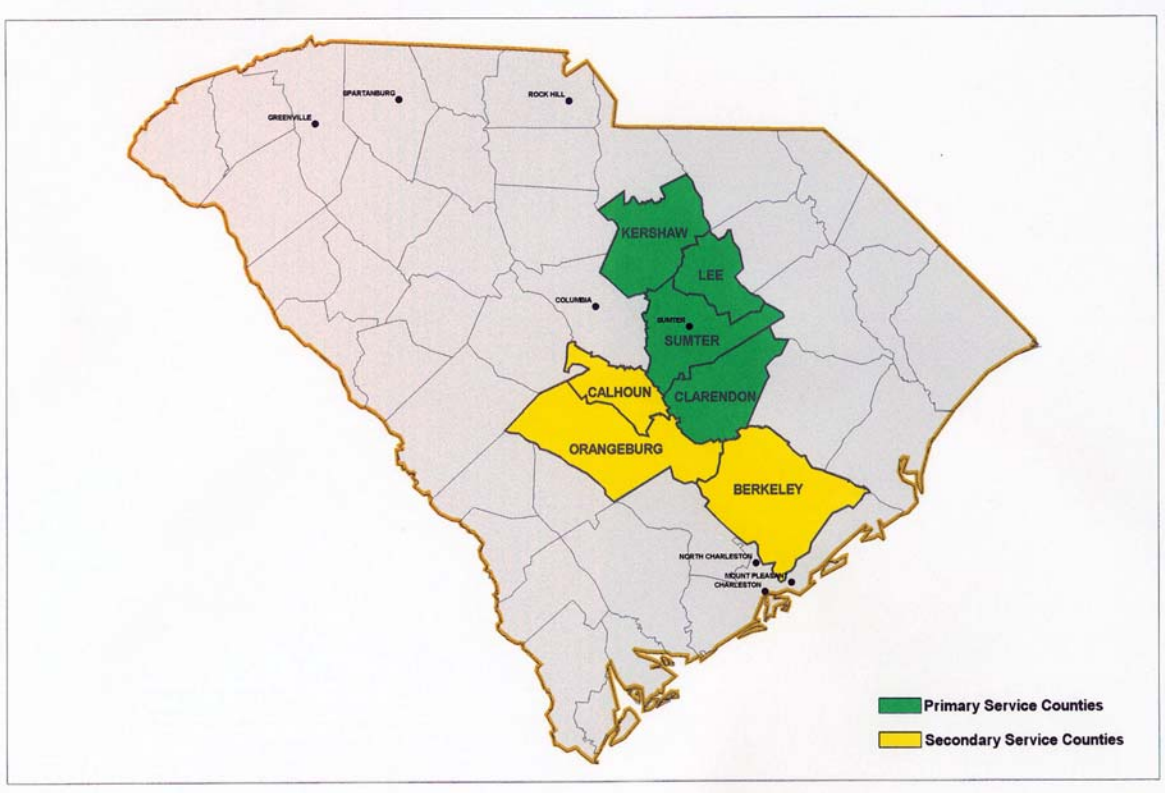 SPARTANBURG
ROCK HILL
GREENVILLE
KERSHAW
LEE
COLUMBIA
SUMTER
SUMTER
CALHOUN
CLARENDON
ORANGEBURG
BERKELEY
NORTH CHARLESTON
MOUNT PLEASANT
CHARLESTON
Primary Service Counties
Secondary Service Counties